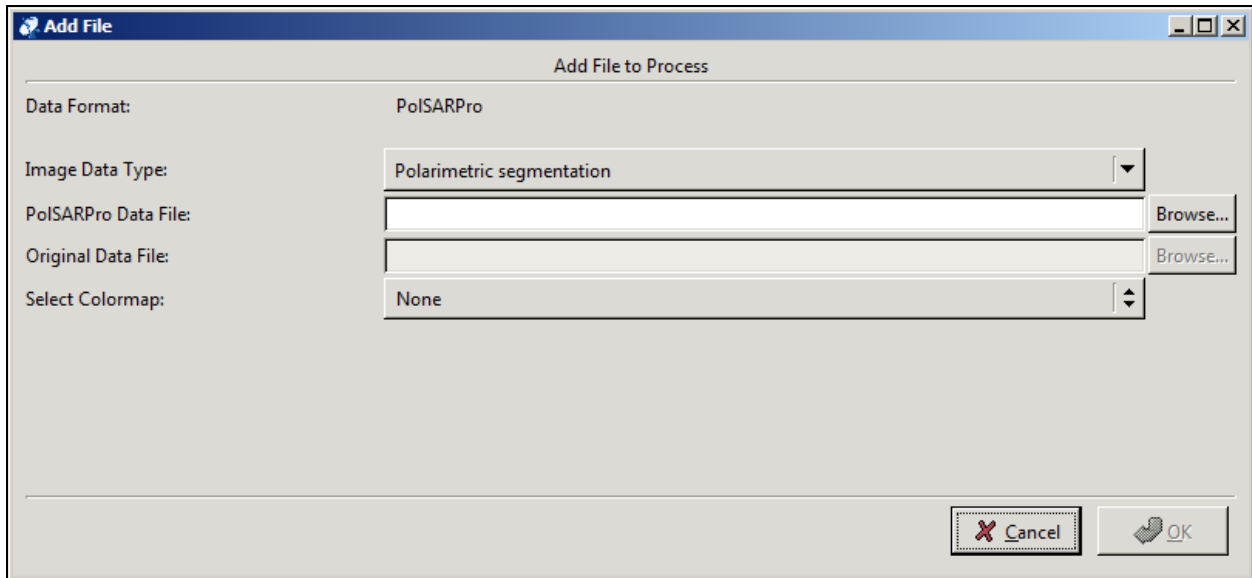 Add File
Add File to Process
Data Format: PolSARPro
Image Data Type: Polarimetric segmentation
PolSARPro Data File: Browse...
Original Data File: Browse...
Select Colormap: None
Cancel OK